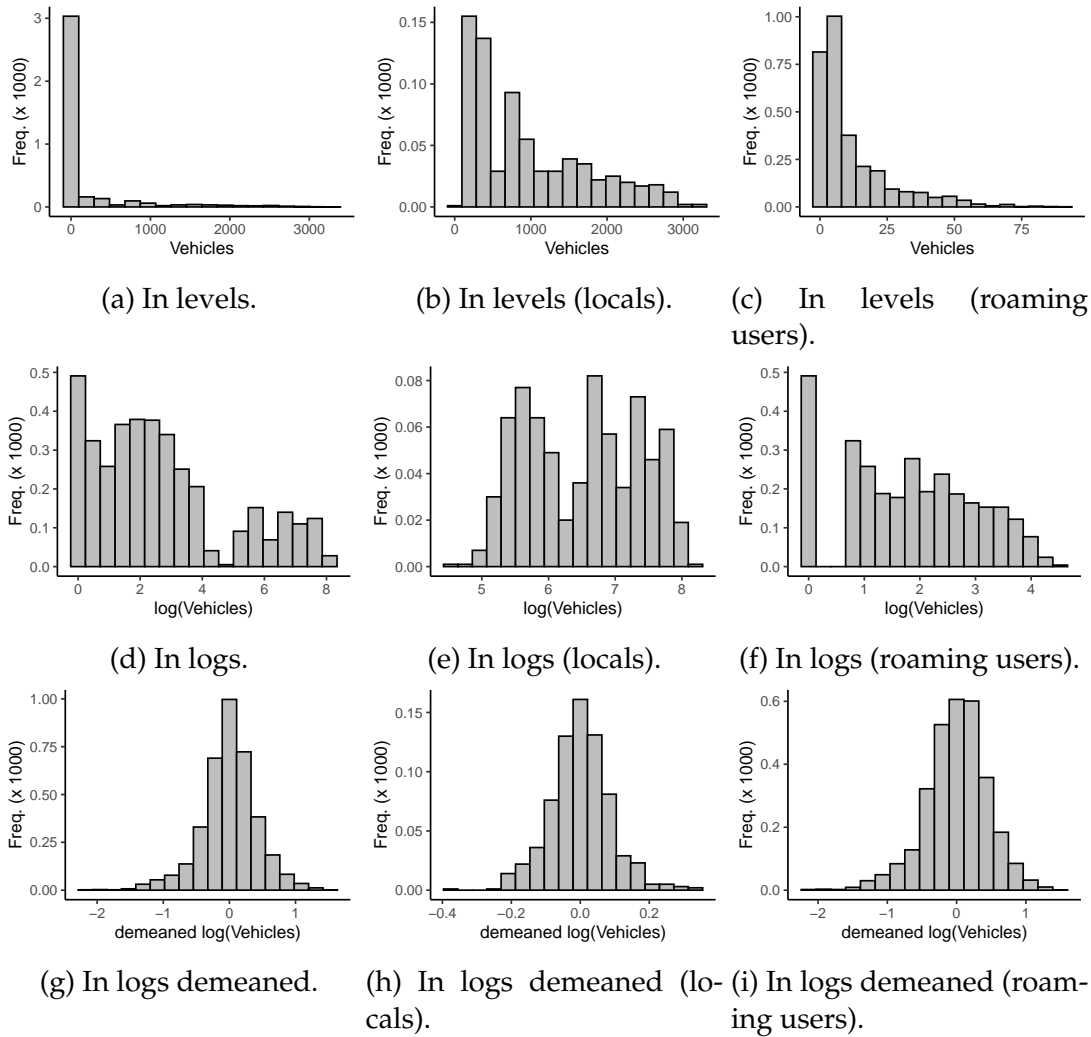 3
2
1
0
Freq. (x 1000)
0 1000 2000 3000
Vehicles
0.15
0.10
0.05
0.00
Freq. (x 1000)
0 1000 2000 3000
Vehicles
1.00
0.75
0.50
0.25
0.00
Freq. (x 1000)
0 25 50 75
Vehicles
(a) In levels.
(b) In levels (locals).
(c) In levels (roaming
users).
0.5
0.4
0.3
0.2
0.1
0.0
Freq. (x 1000)
0 2 4 6 8
log(Vehicles)
0.08
0.06
0.04
0.02
0.00
Freq. (x 1000)
5 6 7 8
log(Vehicles)
0.5
0.4
0.3
0.2
0.1
0.0
Freq. (x 1000)
0 1 2 3 4
log(Vehicles)
(d) In logs.
(e) In logs (locals).
(f) In logs (roaming users).
1.00
0.75
0.50
0.25
0.00
Freq. (x 1000)
−2 −1 0 1
demeaned log(Vehicles)
0.15
0.10
0.05
0.00
Freq. (x 1000)
−0.4 −0.2 0.0 0.2
demeaned log(Vehicles)
0.6
0.4
0.2
0.0
Freq. (x 1000)
−2 −1 0 1
demeaned log(Vehicles)
(g) In logs demeaned.
(h) In logs demeaned (lo-
cals).
(i) In logs demeaned (roam-
ing users).